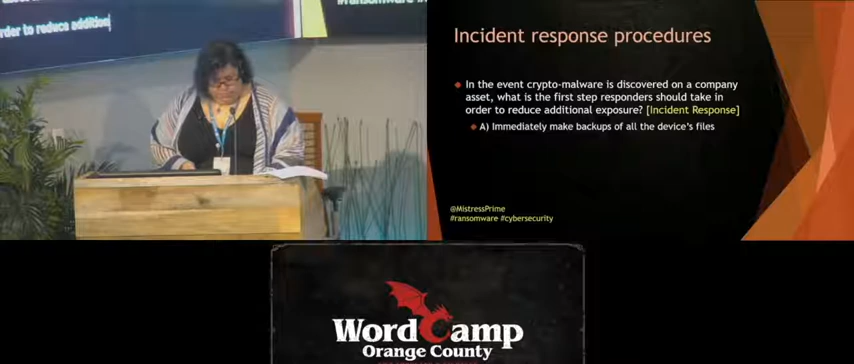 rder to reduce addition
#ransomware
Incident response procedures
In the event crypto-malware is discovered on a company
asset, what is the first step responders should take in
order to reduce additional exposure? [Incident Response]
A) Immediately make backups of all the device's files
@MistressPrime
#ransomware #cybersecurity
WordCamp
Orange County